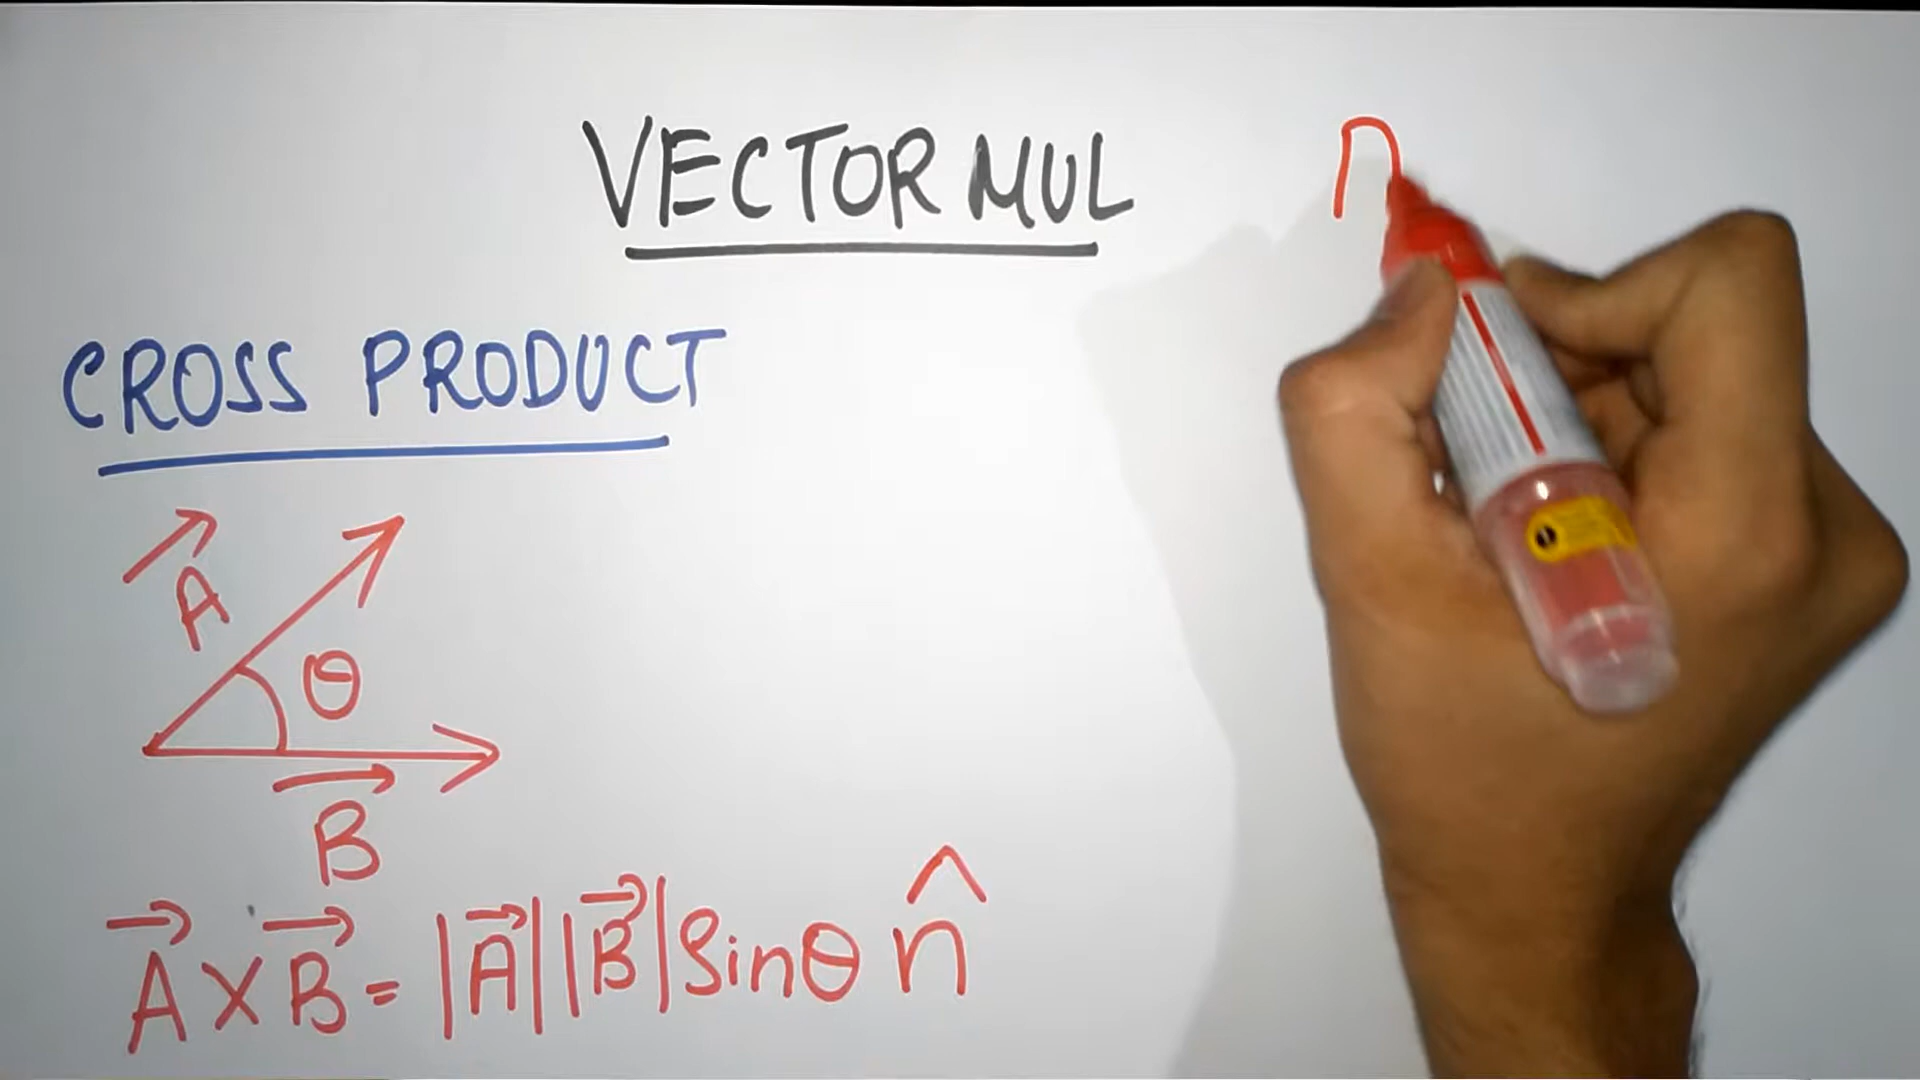 VECTOR MUL
n
CROSS PRODUCT
→A
θ
→B
→A × →B = |→A| |→B| Sinθ n̂